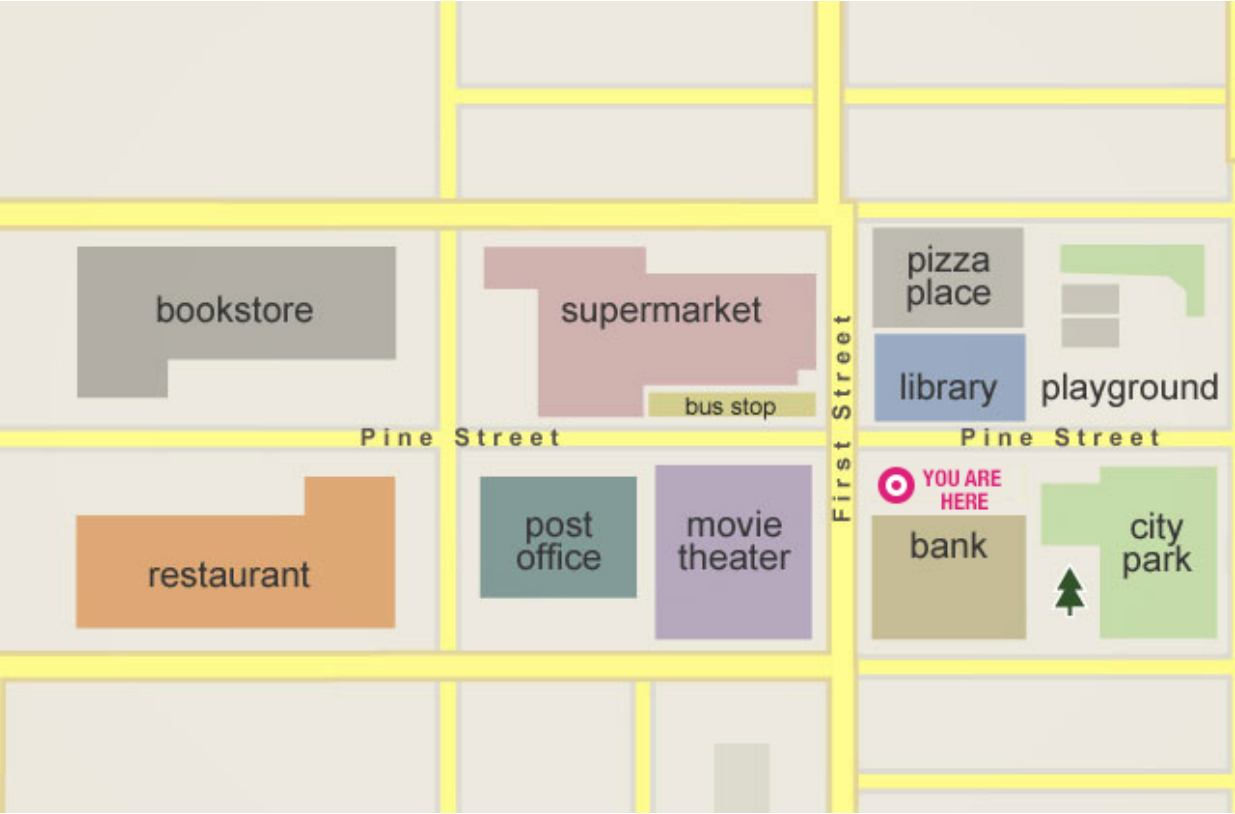 pizza
place
bookstore
supermarket
First Street
library
playground
bus stop
Pine Street
Pine Street
YOU ARE
HERE
post
office
movie
theater
bank
city
park
restaurant